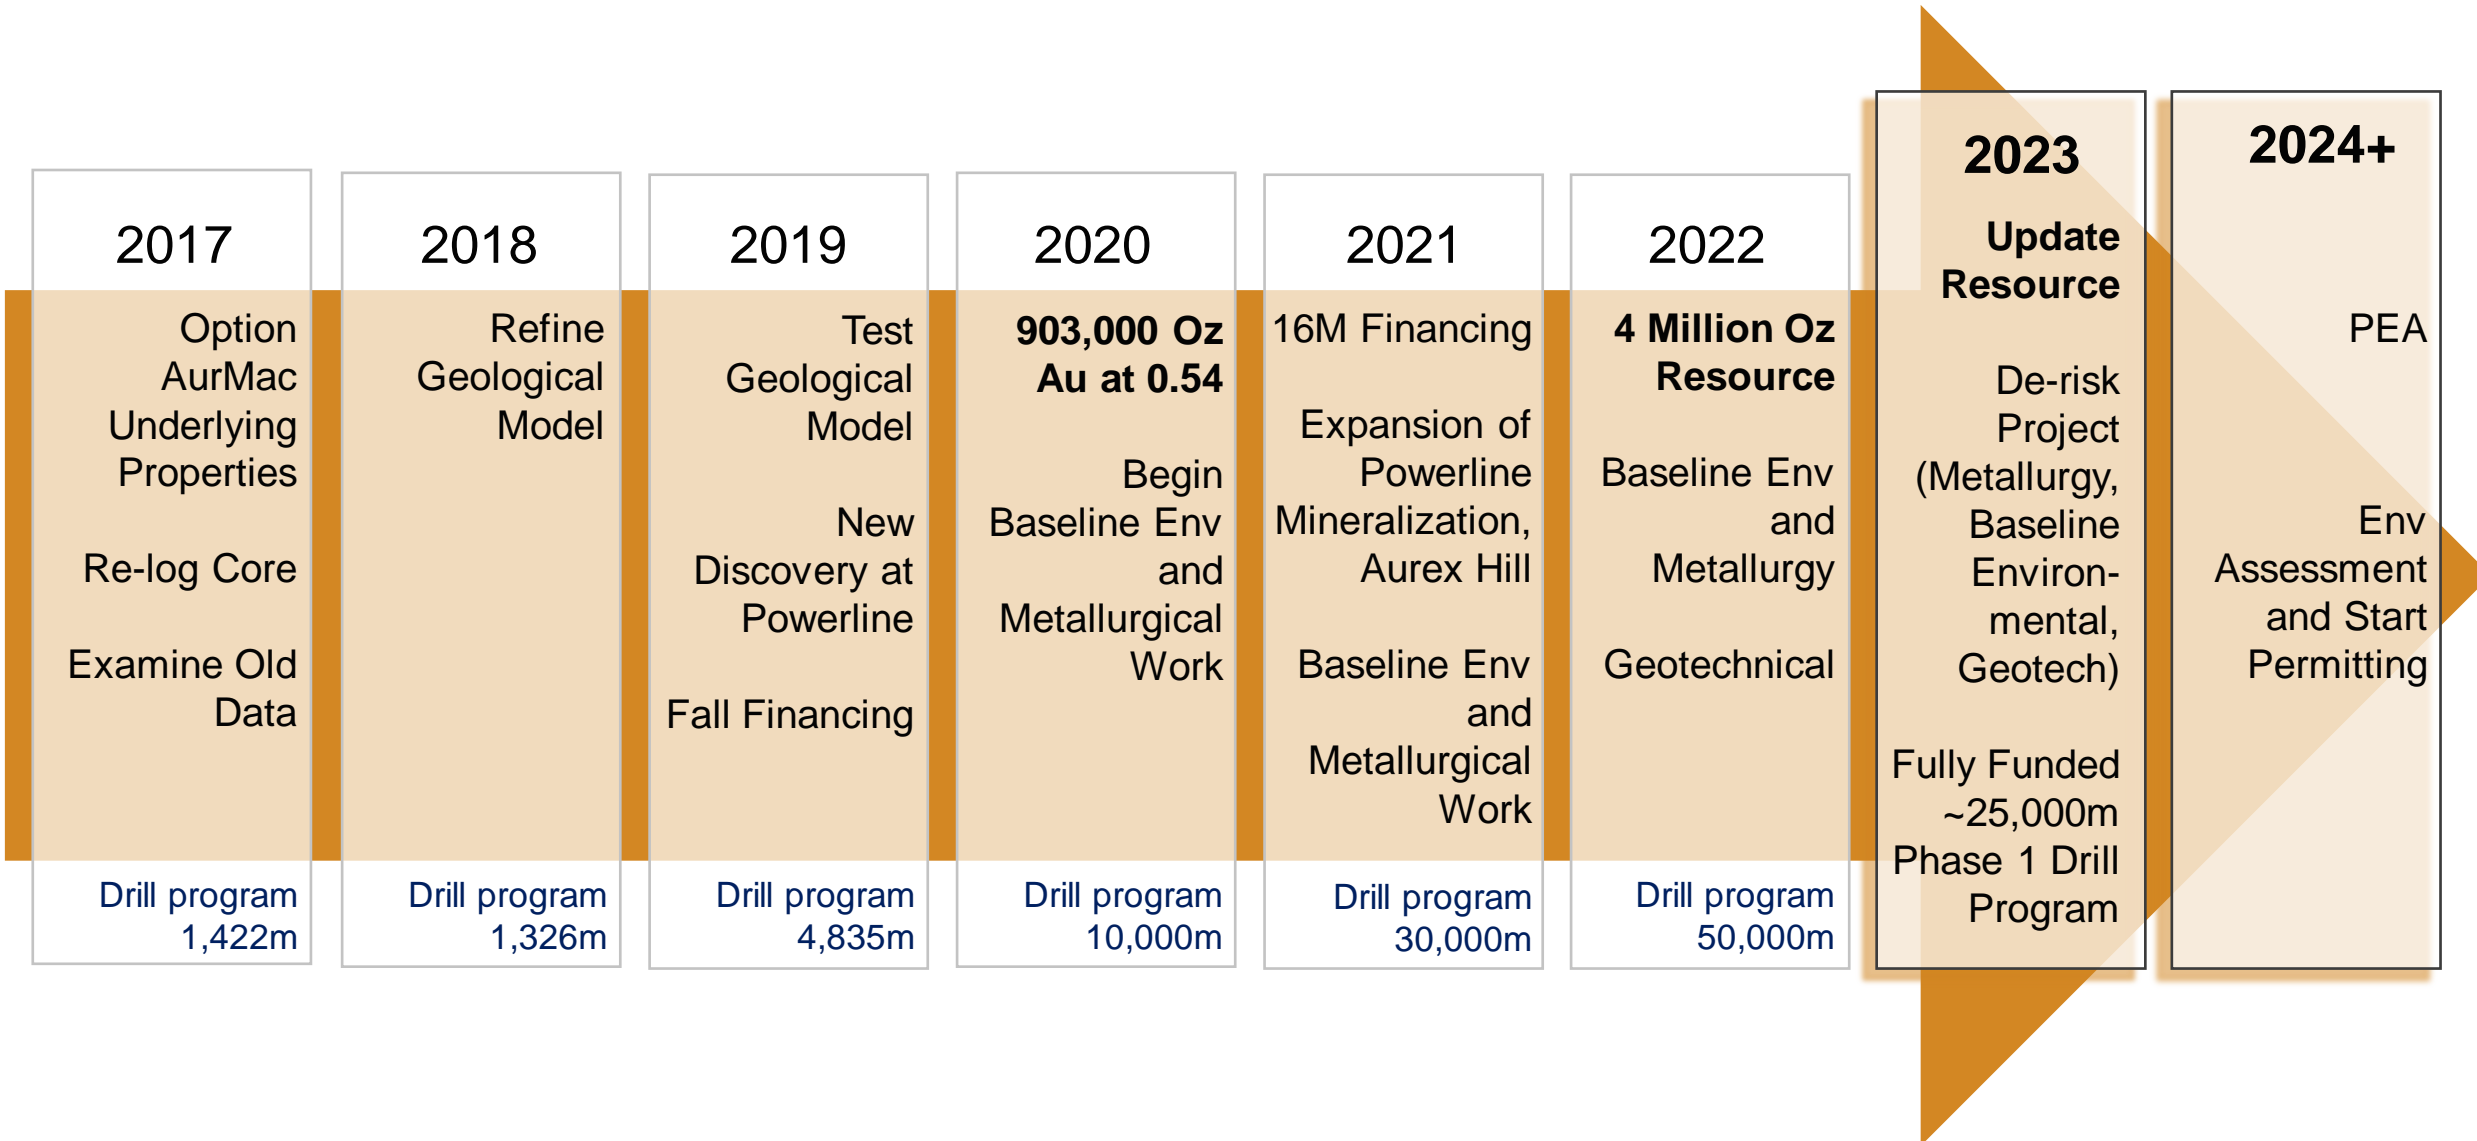 2017
Option
AurMac
Underlying
Properties
Re-log Core
Examine Old
Data
Drill program
1,422m
2018
Refine
Geological
Model
Drill program
1,326m
2019
Test
Geological
Model
New
Discovery at
Powerline
Fall Financing
Drill program
4,835m
2020
903,000 Oz
Au at 0.54
Begin
Baseline Env
and
Metallurgical
Work
Drill program
10,000m
2021
16M Financing
Expansion of
Powerline
Mineralization,
Aurex Hill
Baseline Env
and
Metallurgical
Work
Drill program
30,000m
2022
4 Million Oz
Resource
Baseline Env
and
Metallurgy
Geotechnical
Drill program
50,000m
2023
Update
Resource
De-risk
Project
(Metallurgy,
Baseline
Environ-
mental,
Geotech)
Fully Funded
~25,000m
Phase 1 Drill
Program
2024+
PEA
Env
Assessment
and Start
Permitting